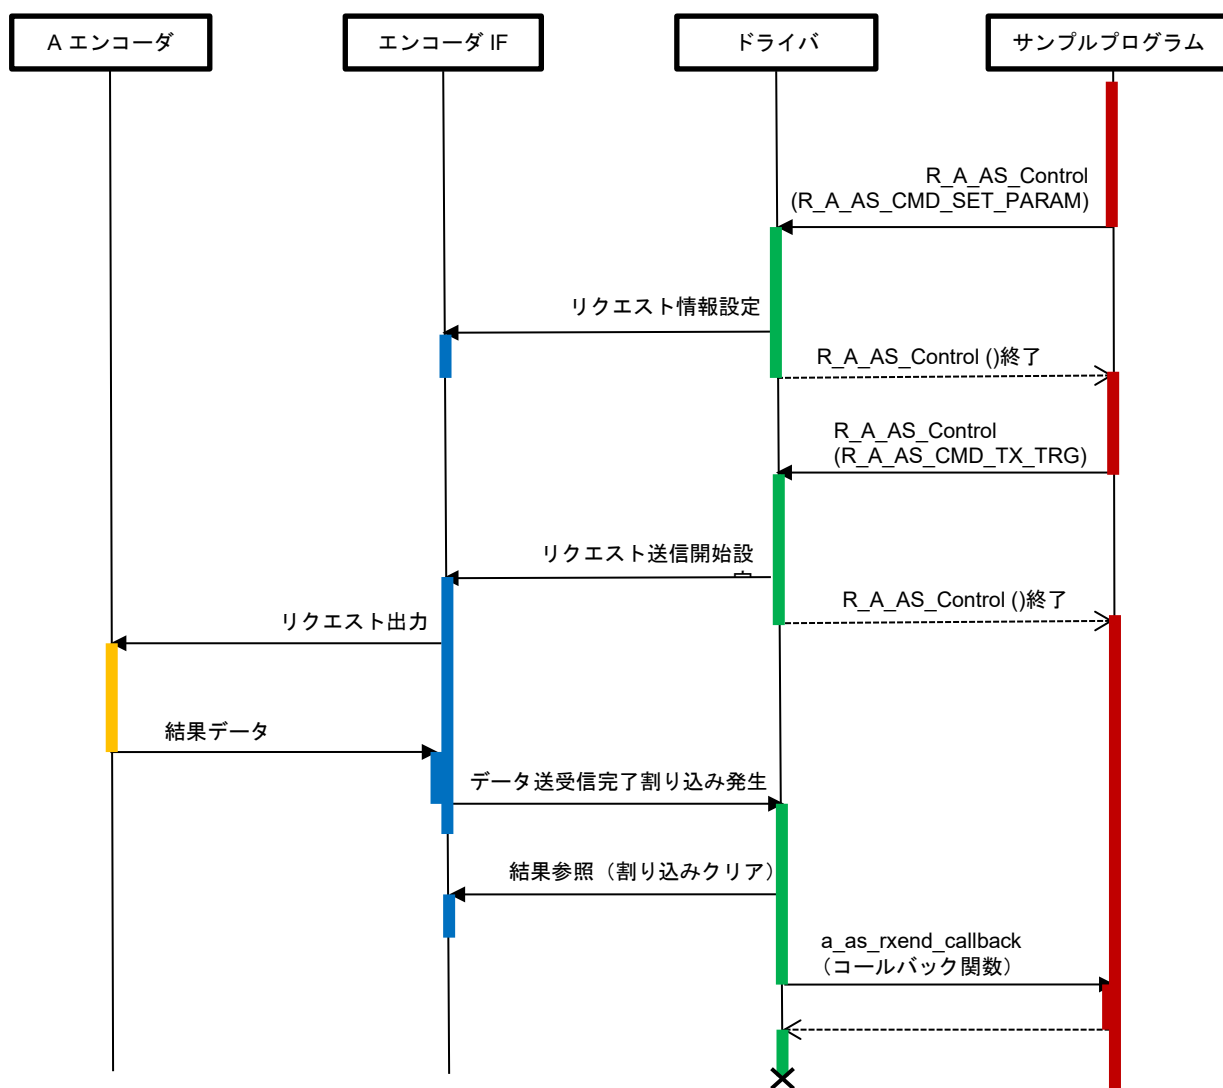 A エンコーダ
エンコーダ IF
ドライバ
サンプルプログラム
R_A_AS_Control
(R_A_AS_CMD_SET_PARAM)
リクエスト情報設定
R_A_AS_Control ()終了
R_A_AS_Control
(R_A_AS_CMD_TX_TRG)
リクエスト送信開始設
R_A_AS_Control ()終了
リクエスト出力
結果データ
データ送受信完了割り込み発生
結果参照（割り込みクリア）
a_as_rxend_callback
（コールバック関数）